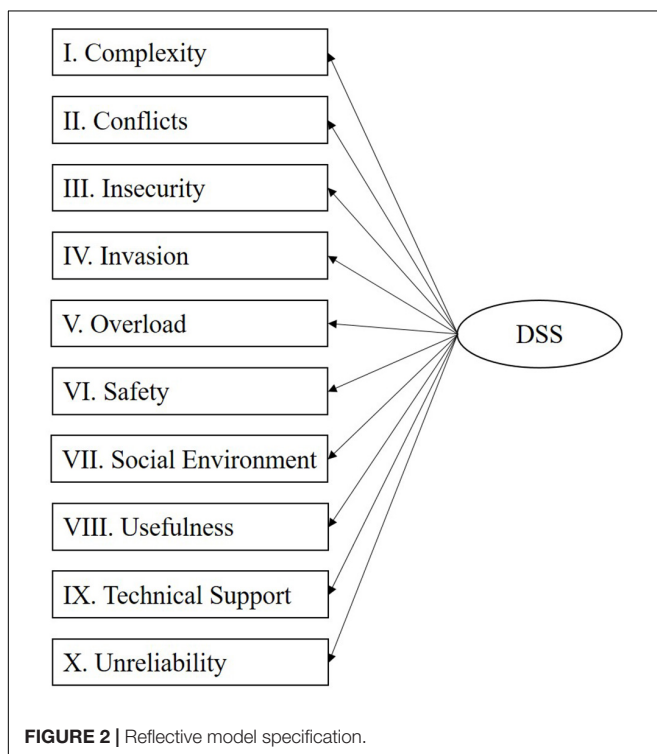 I. Complexity
II. Conflicts
III. Insecurity
IV. Invasion
V. Overload
DSS
VI. Safety
VII. Social Environment
VIII. Usefulness
IX. Technical Support
X. Unreliability
FIGURE 2 | Reflective model specification.